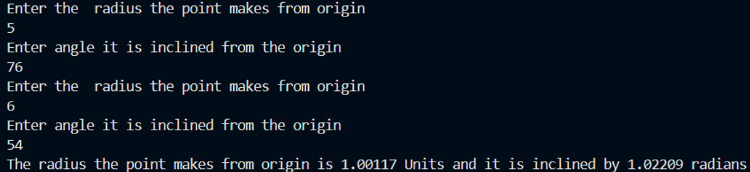 Enter the  radius the point makes from origin
5
Enter angle it is inclined from the origin
76
Enter the  radius the point makes from origin
6
Enter angle it is inclined from the origin
54
The radius the point makes from origin is 1.00117 Units and it is inclined by 1.02209 radians